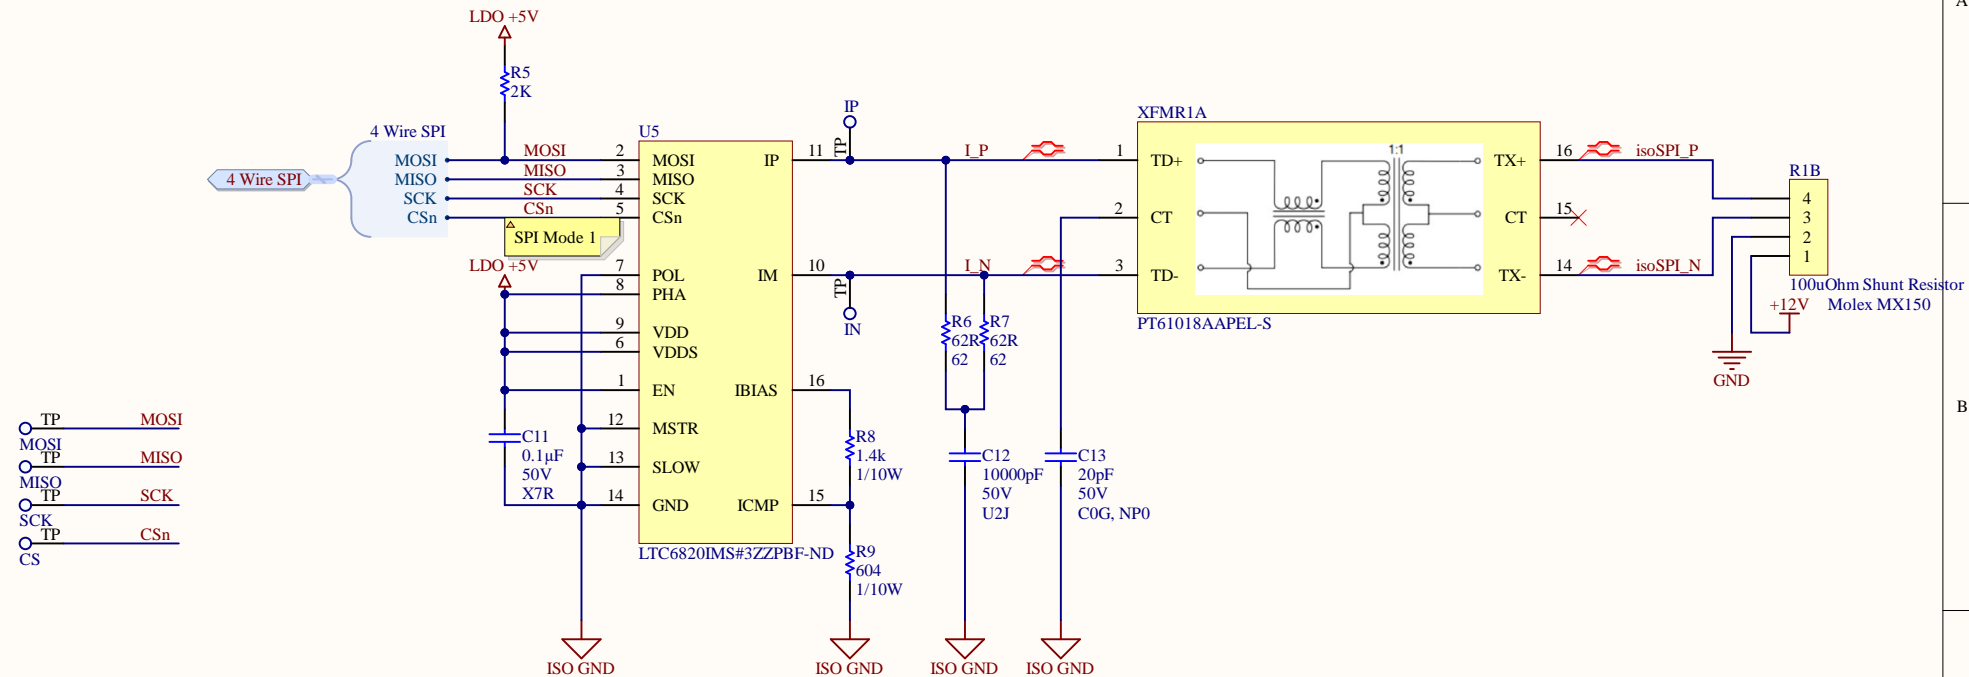 LDO +5V
R5
2K
4 Wire SPI
4 Wire SPI
MOSI
MISO
SCK
CSn
MOSI
MISO
SCK
CSn
2
3
4
5
SPI Mode 1
LDO +5V
U5
MOSI
MISO
SCK
CSn
7
POL
8
PHA
9
VDD
6
VDDS
1
EN
12
MSTR
13
SLOW
14
GND
IP
11
IM
10
IBIAS
16
ICMP
15
LTC6820IMS#3ZZPBF-ND
C11
0.1µF
50V
X7R
ISO GND
IP
TP
TP
IN
I_P
I_N
R6
62R
62
R7
62R
62
R8
1.4k
1/10W
R9
604
1/10W
ISO GND
C12
10000pF
50V
U2J
ISO GND
C13
20pF
50V
C0G, NP0
ISO GND
XFMR1A
1
TD+
2
CT
3
TD-
1:1
TX+
16
CT
15
TX-
14
PT61018AAPEL-S
isoSPI_P
isoSPI_N
R1B
4
3
2
1
100uOhm Shunt Resistor
Molex MX150
+12V
GND
TP
MOSI
MOSI
TP
MISO
MISO
TP
SCK
SCK
TP
CSn
CS
A
B